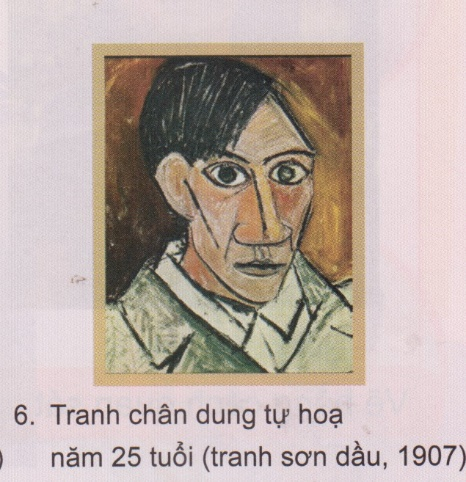 6. Tranh chân dung tự hoạ
) năm 25 tuổi (tranh sơn dầu, 1907)